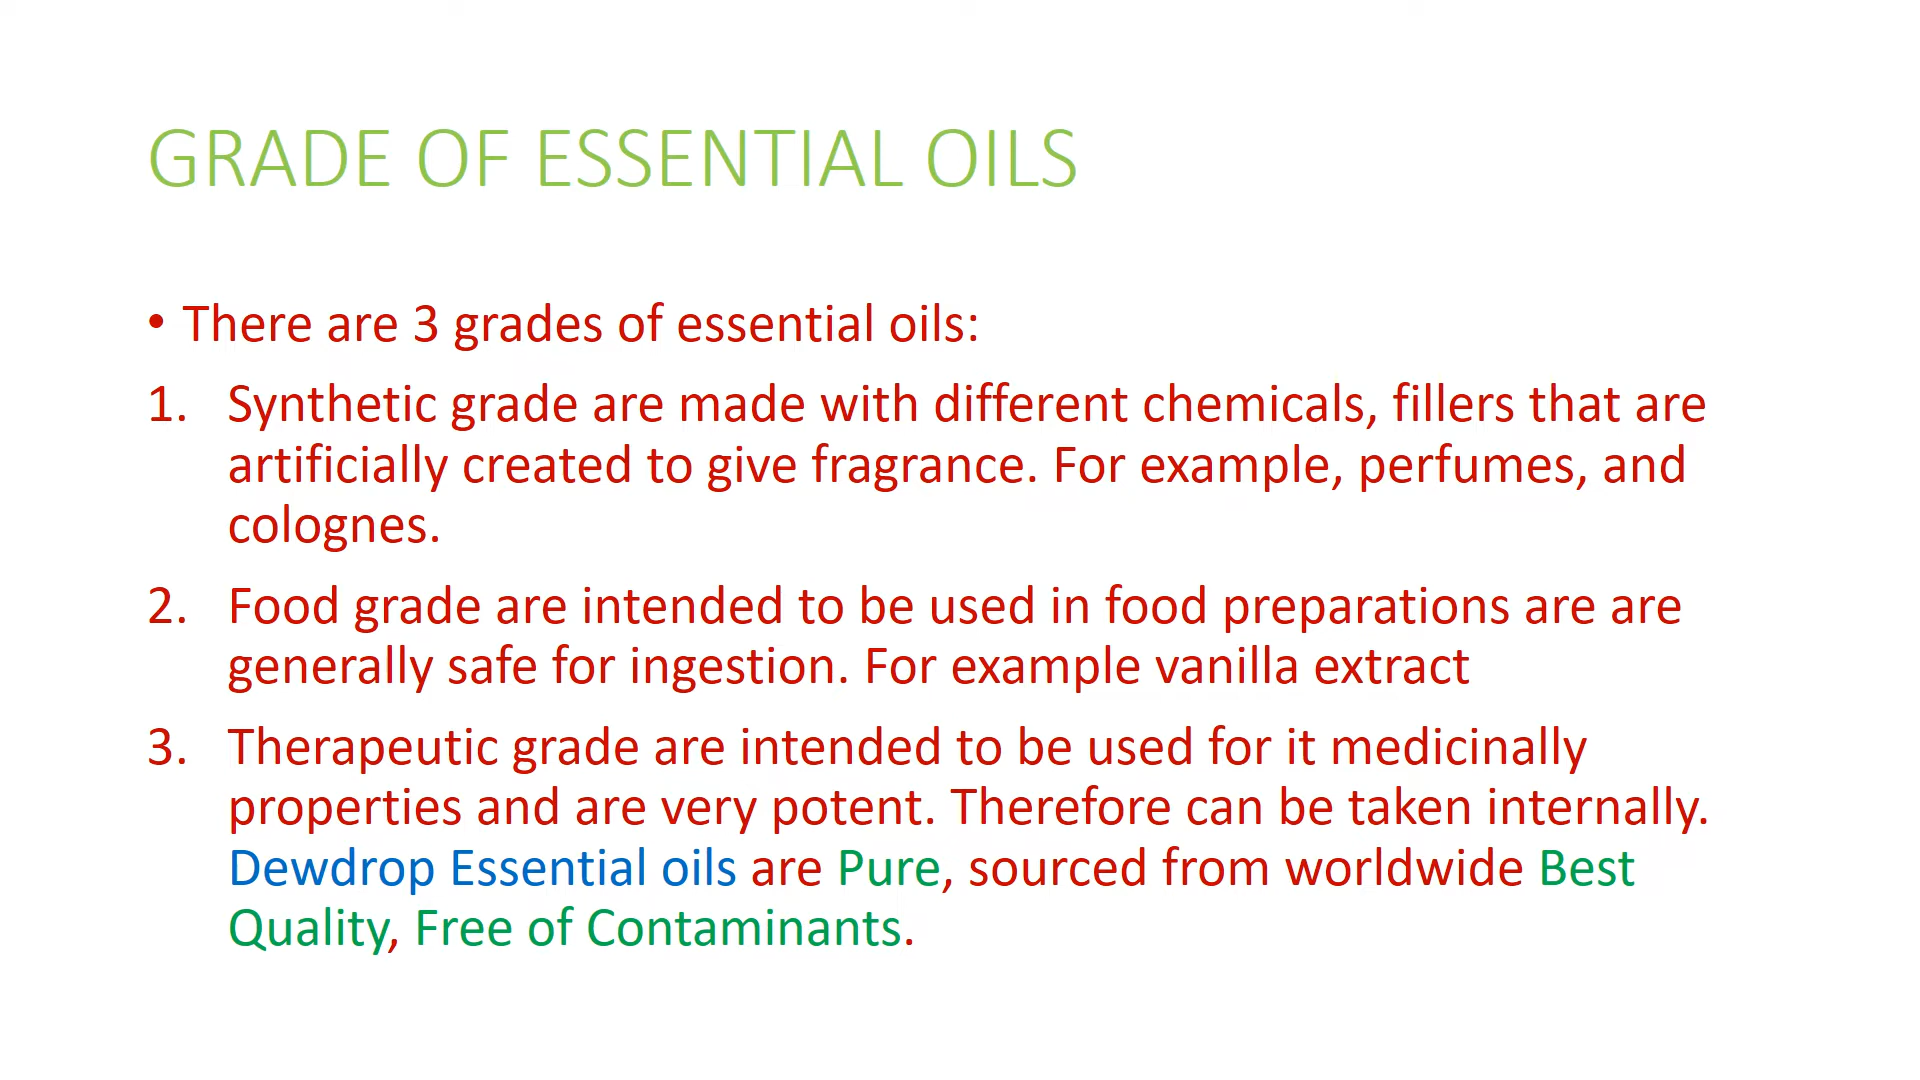 GRADE OF ESSENTIAL OILS
• There are 3 grades of essential oils:
1. Synthetic grade are made with different chemicals, fillers that are
artificially created to give fragrance. For example, perfumes, and
colognes.
2. Food grade are intended to be used in food preparations are are
generally safe for ingestion. For example vanilla extract
3. Therapeutic grade are intended to be used for it medicinally
properties and are very potent. Therefore can be taken internally.
Dewdrop Essential oils are Pure, sourced from worldwide Best
Quality, Free of Contaminants.